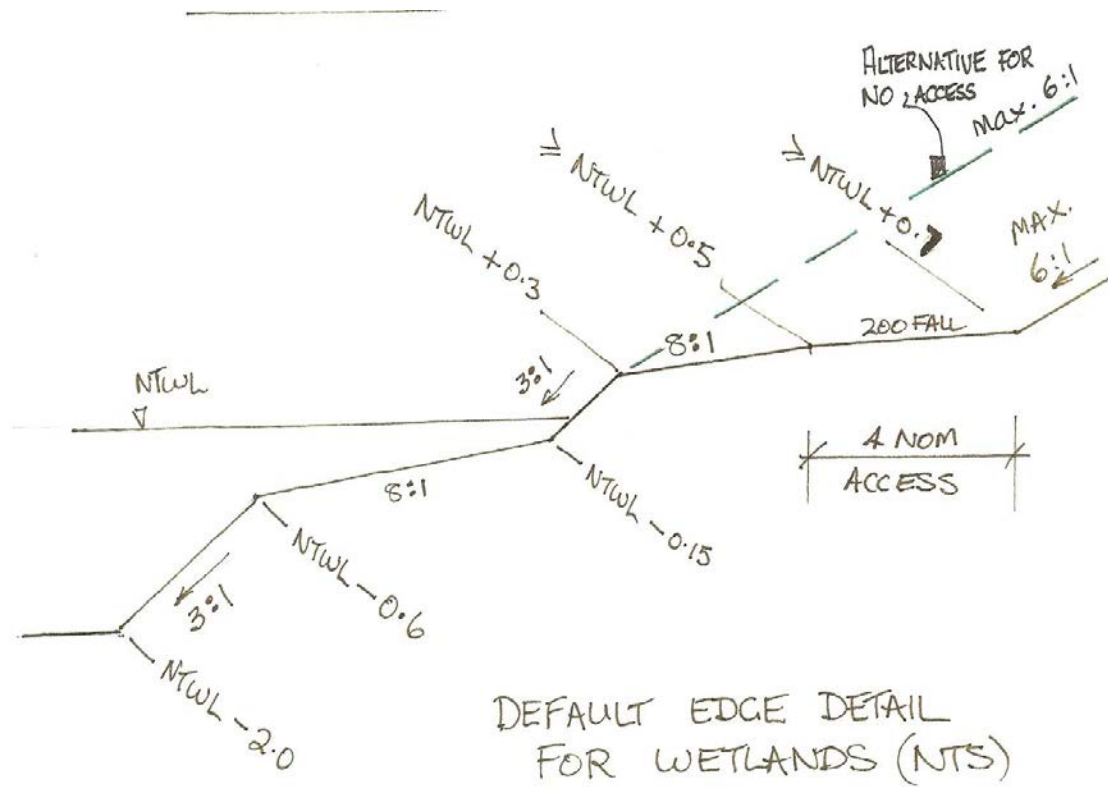 ALTERNATIVE FOR
NO ACCESS
max. 6:1
≥ NTWL + 0.5
≥ NTWL + 0.7
MAX.
6:1
NTWL + 0.3
200 FALL
8:1
3:1
NTWL
4 NOM
ACCESS
8:1
NTWL - 0.15
NTWL - 0.6
3:1
NTWL - 2.0
DEFAULT EDGE DETAIL
FOR WETLANDS (NTS)